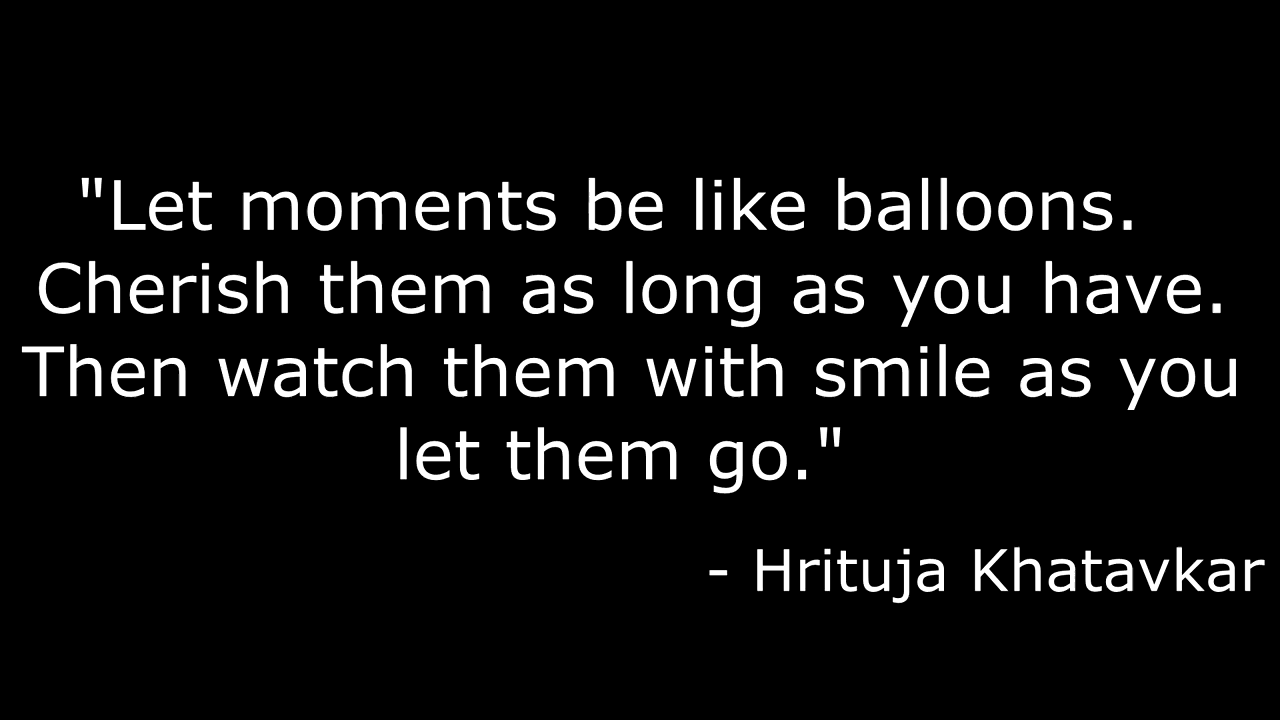 "Let moments be like balloons.
Cherish them as long as you have.
Then watch them with smile as you
let them go."
- Hrituja Khatavkar